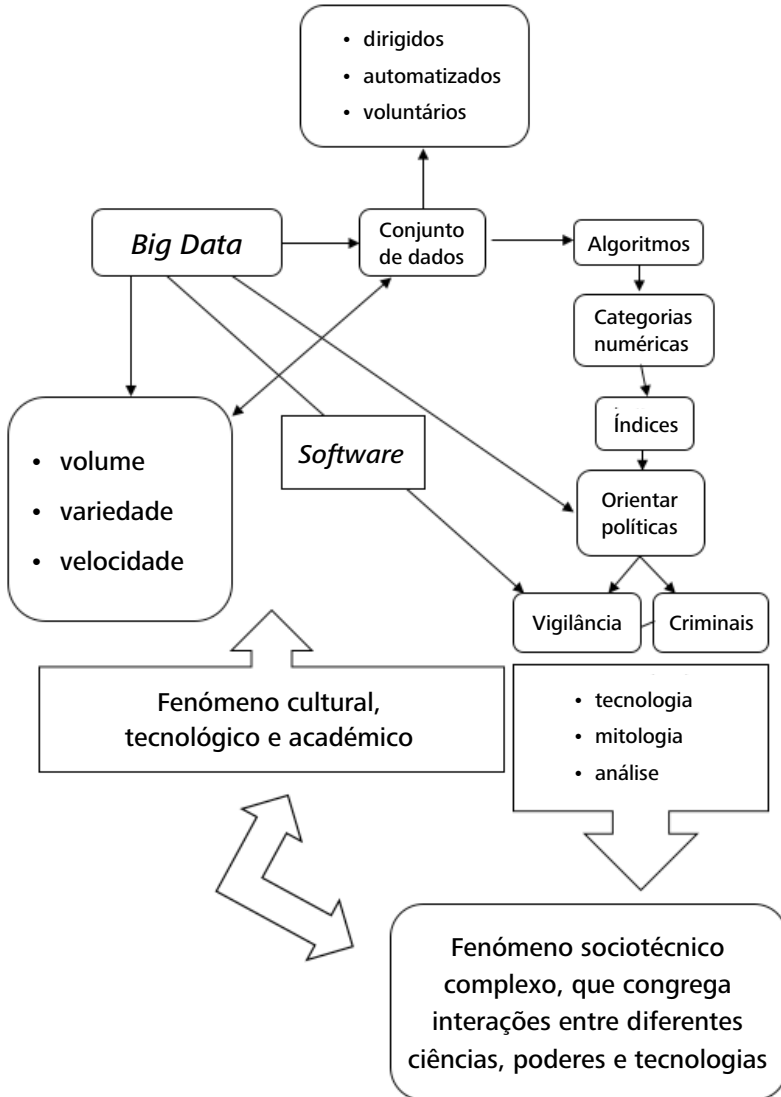 • dirigidos
• automatizados
• voluntários
Big Data
Conjunto
de dados
Algoritmos
Categorias
numéricas
Índices
• volume
• variedade
• velocidade
Software
Orientar
políticas
Vigilância
Criminais
Fenómeno cultural,
tecnológico e académico
• tecnologia
• mitologia
• análise
Fenómeno sociotécnico
complexo, que congrega
interações entre diferentes
ciências, poderes e tecnologias